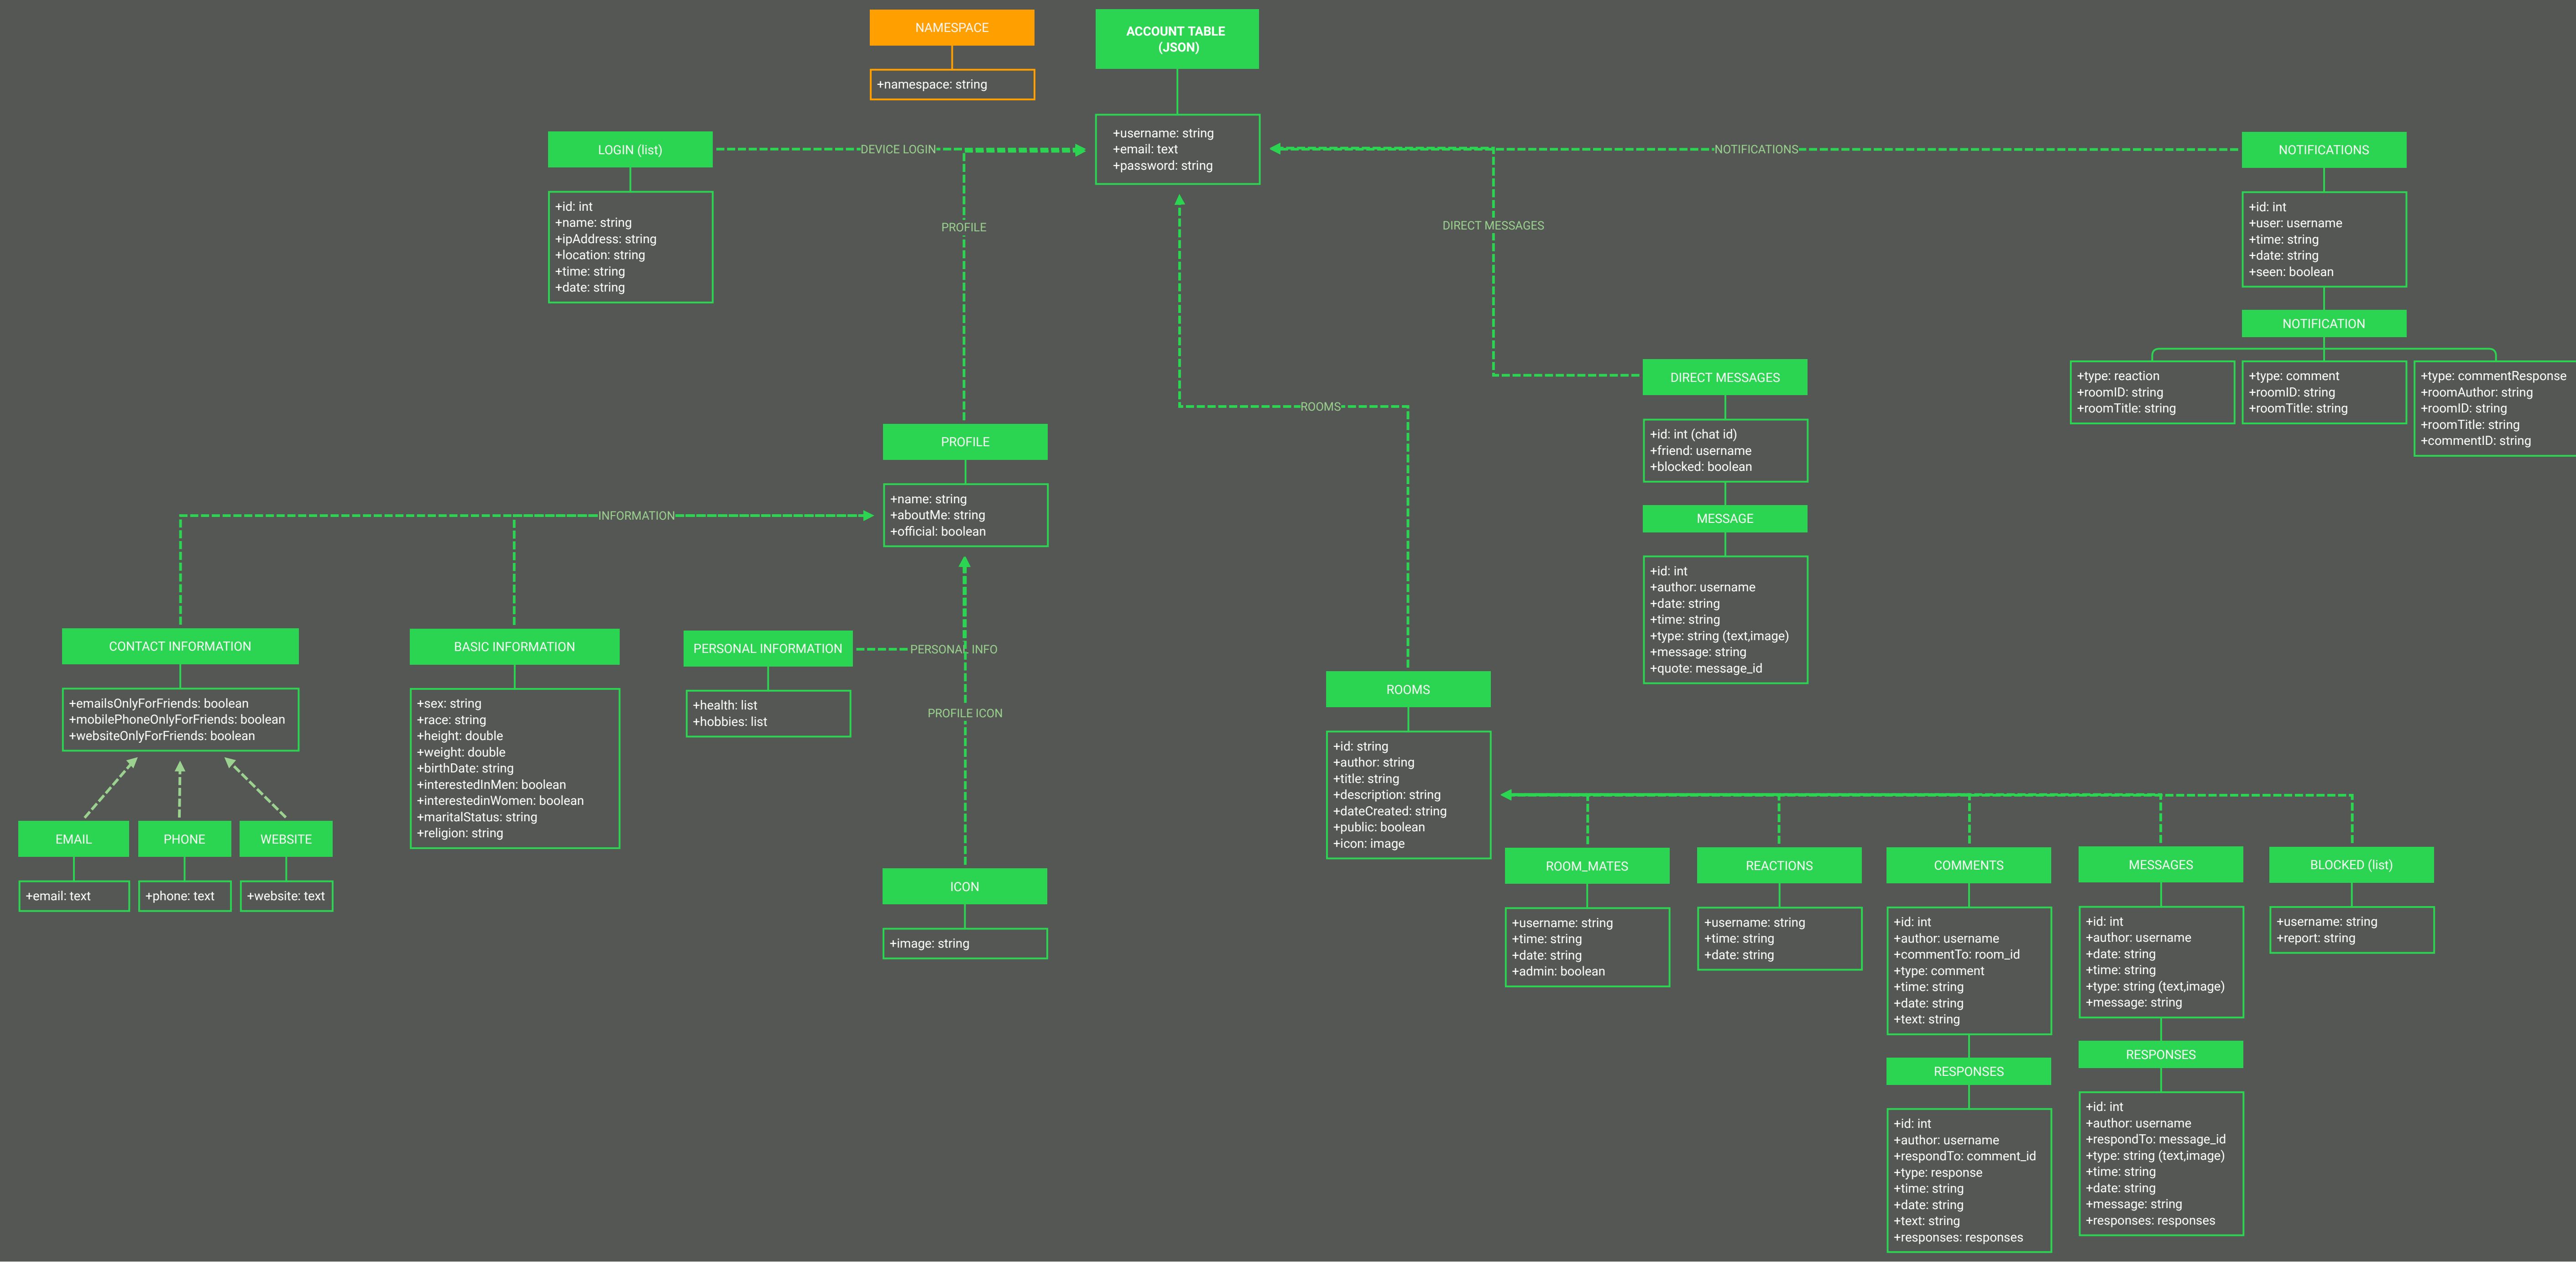 NAMESPACE
+namespace: string
ACCOUNT TABLE
(JSON)
+username: string
+email: text
+password: string
LOGIN (list)
DEVICE LOGIN
+id: int
+name: string
+ipAddress: string
+location: string
+time: string
+date: string
PROFILE
DIRECT MESSAGES
ROOMS
NOTIFICATIONS
NOTIFICATIONS
+id: int
+user: username
+time: string
+date: string
+seen: boolean
NOTIFICATION
+type: reaction
+roomID: string
+roomTitle: string
+type: comment
+roomID: string
+roomTitle: string
+type: commentResponse
+roomAuthor: string
+roomID: string
+roomTitle: string
+commentID: string
DIRECT MESSAGES
+id: int (chat id)
+friend: username
+blocked: boolean
MESSAGE
+id: int
+author: username
+date: string
+time: string
+type: string (text,image)
+message: string
+quote: message_id
PROFILE
+name: string
+aboutMe: string
+official: boolean
INFORMATION
CONTACT INFORMATION
+emailsOnlyForFriends: boolean
+mobilePhoneOnlyForFriends: boolean
+websiteOnlyForFriends: boolean
EMAIL
+email: text
PHONE
+phone: text
WEBSITE
+website: text
BASIC INFORMATION
+sex: string
+race: string
+height: double
+weight: double
+birthDate: string
+interestedInMen: boolean
+interestedinWomen: boolean
+maritalStatus: string
+religion: string
PERSONAL INFORMATION
PERSONAL INFO
+health: list
+hobbies: list
PROFILE ICON
ICON
+image: string
ROOMS
+id: string
+author: string
+title: string
+description: string
+dateCreated: string
+public: boolean
+icon: image
ROOM_MATES
+username: string
+time: string
+date: string
+admin: boolean
REACTIONS
+username: string
+time: string
+date: string
COMMENTS
+id: int
+author: username
+commentTo: room_id
+type: comment
+time: string
+date: string
+text: string
RESPONSES
+id: int
+author: username
+respondTo: comment_id
+type: response
+time: string
+date: string
+text: string
+responses: responses
MESSAGES
+id: int
+author: username
+date: string
+time: string
+type: string (text,image)
+message: string
RESPONSES
+id: int
+author: username
+respondTo: message_id
+type: string (text,image)
+time: string
+date: string
+message: string
+responses: responses
BLOCKED (list)
+username: string
+report: string